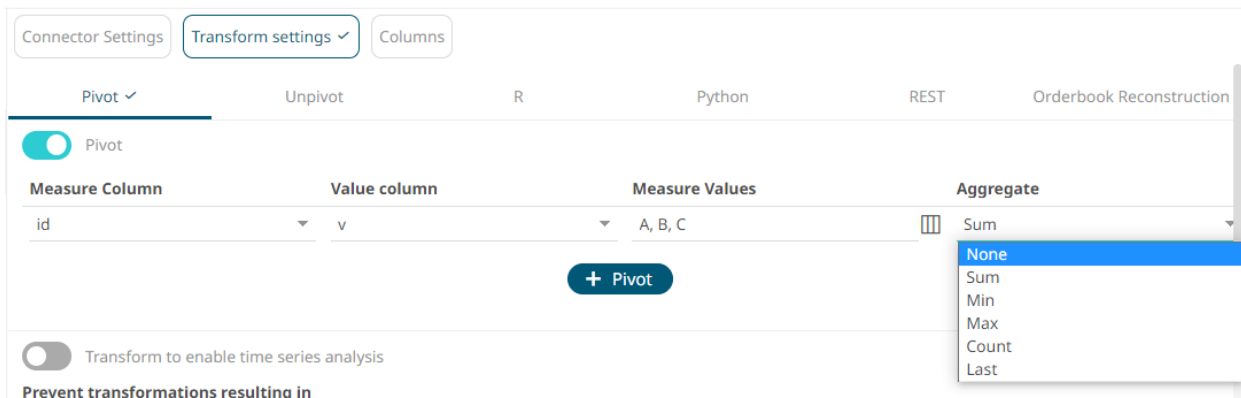 Connector Settings Transform settings Columns
Pivot Unpivot R Python REST Orderbook Reconstruction
Pivot
Measure Column Value column Measure Values Aggregate
id v A, B, C Sum
None
+ Pivot
Sum
Min
Max
Count
Transform to enable time series analysis
Last
Prevent transformations resulting in